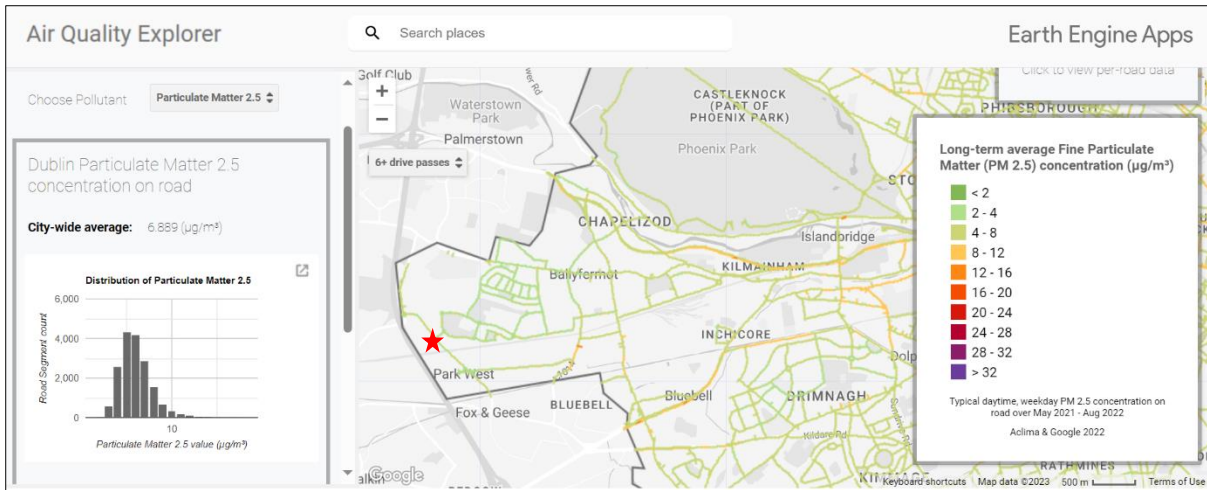 Air Quality Explorer
Search places
Earth Engine Apps
Choose Pollutant
Particulate Matter 2.5
Dublin Particulate Matter 2.5
concentration on road
City-wide average: 6.889 (µg/m³)
Distribution of Particulate Matter 2.5
6,000
4,000
2,000
0
Road Segment count
10
Particulate Matter 2.5 value (µg/m³)
+
−
6+ drive passes
Golf Club
Waterstown
Park
Palmerstown
CASTLEKNOCK
(PART OF
PHOENIX PARK)
Phoenix Park
CHAPELIZOD
Islandbridge
Ballyfermot
KILMAINHAM
INCHICORE
Park West
Fox & Geese
BLUEBELL
Bluebell
DRIMNAGH
Kildare Rd
PHIBSBOROUGH
RATHMINES
Click to view per-road data
Long-term average Fine Particulate
Matter (PM 2.5) concentration (µg/m³)
< 2
2 - 4
4 - 8
8 - 12
12 - 16
16 - 20
20 - 24
24 - 28
28 - 32
> 32
Typical daytime, weekday PM 2.5 concentration on
road over May 2021 - Aug 2022
Aclima & Google 2022
Google
Keyboard shortcuts Map data ©2023 500 m Terms of Use